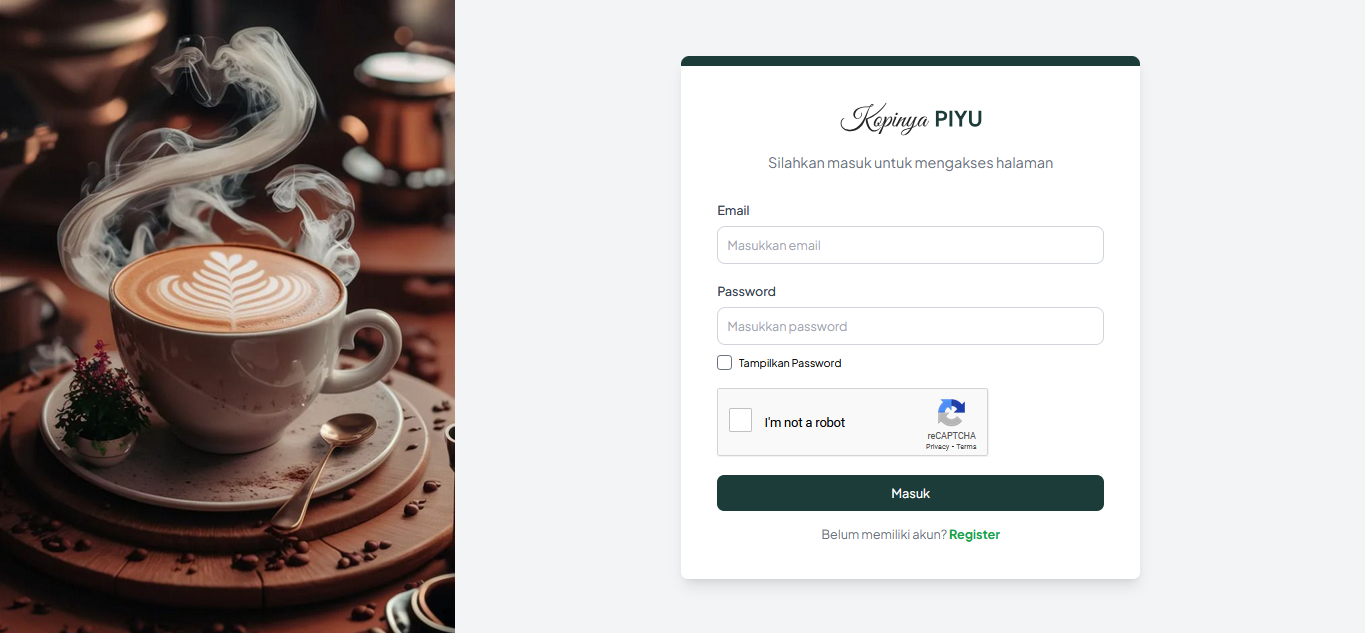 Kopinya PIYU
Silahkan masuk untuk mengakses halaman
Email
Masukkan email
Password
Masukkan password
Tampilkan Password
I'm not a robot
reCAPTCHA
Privacy - Terms
Masuk
Belum memiliki akun? Register